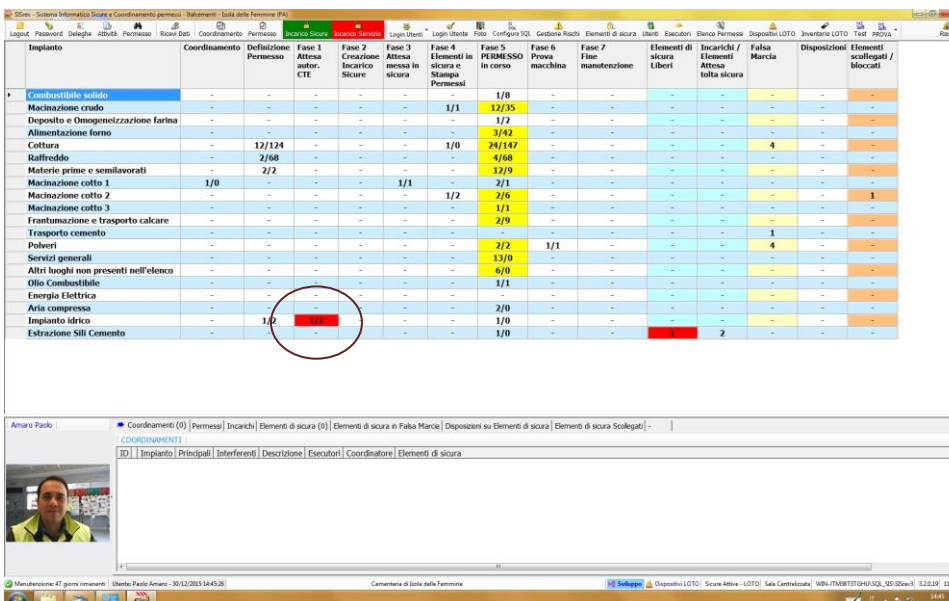 SISrev - Sistema Informatico Sicure e Coordinamento permessi - Italcementi - Isola delle Femmine (PA)
Logout Password Deleghe Attività Permesso Ricevi Dati Coordinamento Permesso Incarico Sicure Incarico Servizio Login Utenti Login Utente Foto Configura SQL Gestione Rischi Elementi di sicura Utenti Esecutori Elenco Permessi Dispositivi LOTO Inventario LOTO Test PROVA
Impianto Coordinamento Definizione Permesso Fase 1 Attesa autor. CTE Fase 2 Creazione Incarico Sicure Fase 3 Attesa messa in sicura Fase 4 Elementi in sicura e Stampa Permessi Fase 5 PERMESSO in corso Fase 6 Prova macchina Fase 7 Fine manutenzione Elementi di sicura Liberi Incarichi / Elementi Attesa tolta sicura Falsa Marcia Disposizioni Elementi scollegati / bloccati
Combustibile solido - - - - - - 1/8 - - - - - - -
Macinazione crudo - - - - - 1/1 12/35 - - - - - - -
Deposito e Omogeneizzazione farina - - - - - - 1/2 - - - - - - -
Alimentazione forno - - - - - - 3/42 - - - - - - -
Cottura - 12/124 - - - 1/0 24/147 - - - - 4 - -
Raffreddo - 2/68 - - - - 4/68 - - - - - - -
Materie prime e semilavorati - 2/2 - - - - 12/9 - - - - - - -
Macinazione cotto 1 1/0 - - - 1/1 - 2/1 - - - - - - -
Macinazione cotto 2 - - - - - 1/2 2/6 - - - - - - 1
Macinazione cotto 3 - - - - - - 1/1 - - - - - - -
Frantumazione e trasporto calcare - - - - - - 2/9 - - - - - - -
Trasporto cemento - - - - - - - - - - - 1 - -
Polveri - - - - - - 2/2 1/1 - - - 4 - -
Servizi generali - - - - - - 13/0 - - - - - - -
Altri luoghi non presenti nell'elenco - - - - - - 6/0 - - - - - - -
Olio Combustibile - - - - - - 1/1 - - - - - - -
Energia Elettrica - - - - - - - - - - - - - -
Aria compressa - - - - - - 2/0 - - - - - - -
Impianto idrico - 1/2 1/2 - - - 1/0 - - - - - - -
Estrazione Sili Cemento - - - - - - 1/0 - - 1 2 - - -
Amaro Paolo Coordinamenti (0) Permessi Incarichi Elementi di sicura (0) Elementi di sicura in Falsa Marcia Disposizioni su Elementi di sicura Elementi di sicura Scollegati -
COORDINAMENTI
ID Impianto Principali Interferenti Descrizione Esecutori Coordinatore Elementi di sicura
Manutenzione: 47 giorni rimanenti Utente: Paolo Amaro - 30/12/2015 14:45:26 Cementeria di Isola delle Femmine Sviluppo Dispositivi LOTO Sicure Attive - LOTO Sala Centralizzata 3.2.0.19
14:45